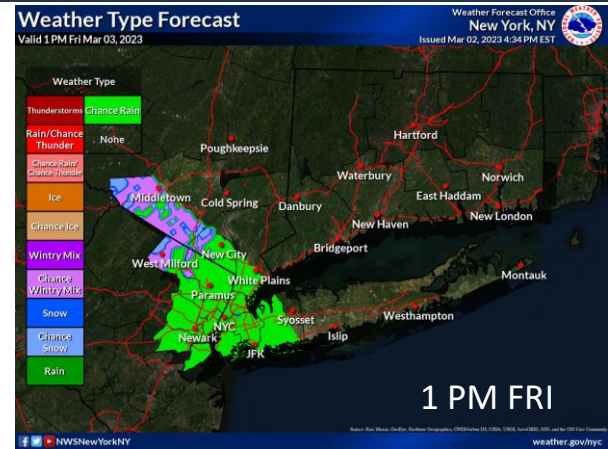 Weather Type Forecast
Valid 1 PM Fri Mar 03, 2023
Weather Forecast Office
New York, NY
Issued Mar 02, 2023 4:34 PM EST
Weather Type
Thunderstorms
Chance Rain
Rain/Chance
Thunder
None
Chance Rain/
Chance Thunder
Ice
Chance Ice
Wintry Mix
Chance
Wintry Mix
Snow
Chance
Snow
Rain
Hartford
Poughkeepsie
Waterbury
Norwich
Middletown
Cold Spring
Danbury
East Haddam
New London
New Haven
Bridgeport
New City
West Milford
White Plains
Montauk
Paramus
Westhampton
Syosset
NYC
Islip
Newark
JFK
1 PM FRI
NWSNewYorkNY
weather.gov/nyc